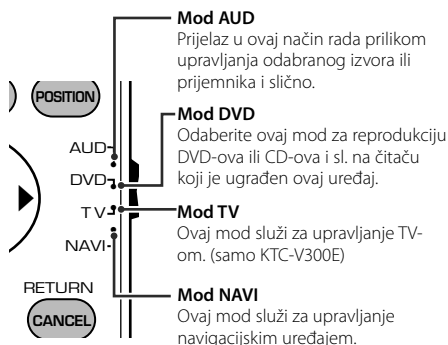 POSITION
AUD
DVD
TV
NAVI
RETURN
CANCEL
Mod AUD
Prijelaz u ovaj način rada prilikom
upravljanja odabranog izvora ili
prijemnika i slično.
Mod DVD
Odaberite ovaj mod za reprodukciju
DVD-ova ili CD-ova i sl. na čitaču
koji je ugrađen ovaj uređaj.
Mod TV
Ovaj mod služi za upravljanje TV-
om. (samo KTC-V300E)
Mod NAVI
Ovaj mod služi za upravljanje
navigacijskim uređajem.